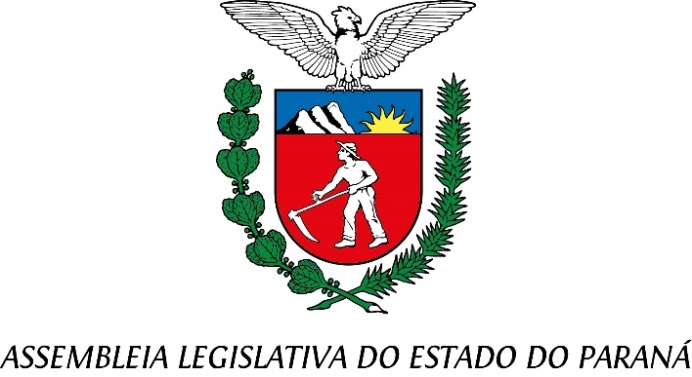 ASSEMBLEIA LEGISLATIVA DO ESTADO DO PARANÁ